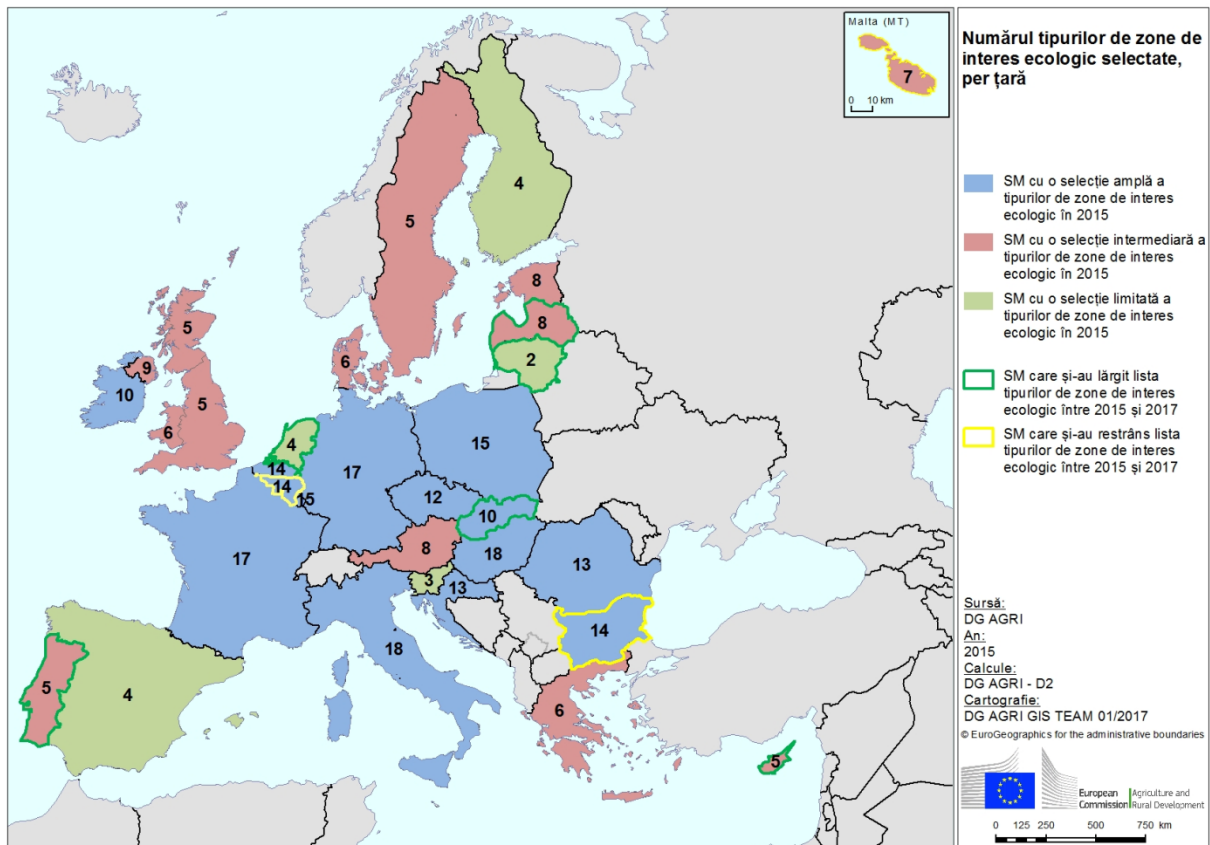 Malta (MT)
7
0 10 km
4
5
8
8
2
5
9
10
5
6
6
4
14
14
15
17
15
12
10
8
18
13
3
13
17
18
14
5
4
6
5
Numărul tipurilor de zone de
interes ecologic selectate,
per țară
SM cu o selecție amplă a
tipurilor de zone de interes
ecologic în 2015
SM cu o selecție intermediară a
tipurilor de zone de interes
ecologic în 2015
SM cu o selecție limitată a
tipurilor de zone de interes
ecologic în 2015
SM care și-au lărgit lista
tipurilor de zone de interes
ecologic între 2015 și 2017
SM care și-au restrâns lista
tipurilor de zone de interes
ecologic între 2015 și 2017
Sursă:
DG AGRI
An:
2015
Calcule:
DG AGRI - D2
Cartografie:
DG AGRI GIS TEAM 01/2017
© EuroGeographics for the administrative boundaries
European Agriculture and
Commission Rural Development
0 125 250 500 750 km